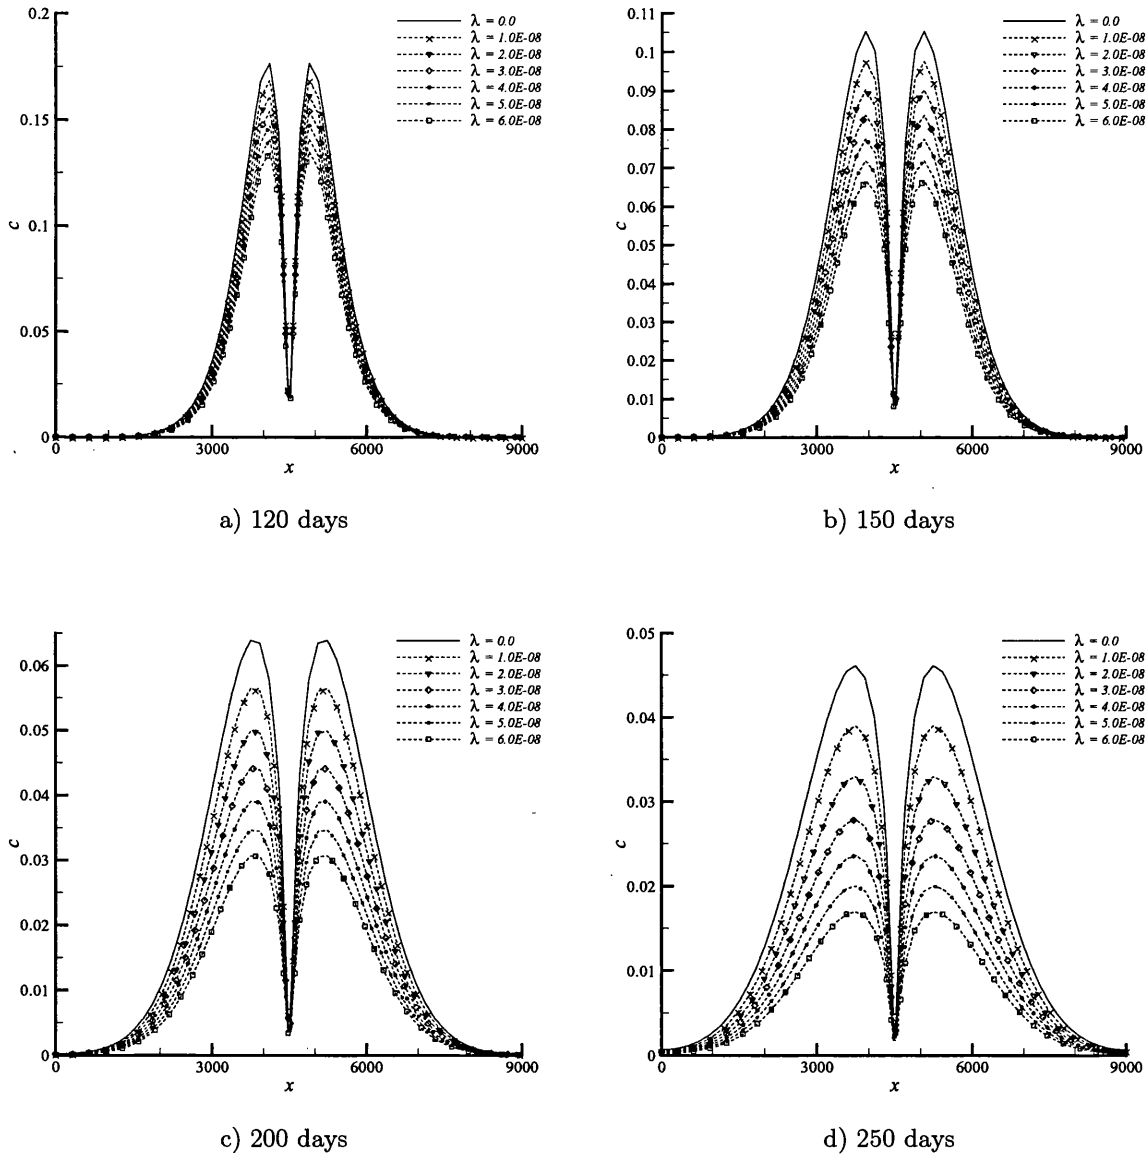 0.2
0.15
0.1
0.05
0
c
3000
6000
9000
x
λ = 0.0
λ = 1.0E-08
λ = 2.0E-08
λ = 3.0E-08
λ = 4.0E-08
λ = 5.0E-08
λ = 6.0E-08
a) 120 days
0.11
0.1
0.09
0.08
0.07
0.06
0.05
0.04
0.03
0.02
0.01
0
c
0
3000
6000
9000
x
λ = 0.0
λ = 1.0E-08
λ = 2.0E-08
λ = 3.0E-08
λ = 4.0E-08
λ = 5.0E-08
λ = 6.0E-08
b) 150 days
0.06
0.05
0.04
0.03
0.02
0.01
0
c
0
3000
6000
9000
x
λ = 0.0
λ = 1.0E-08
λ = 2.0E-08
λ = 3.0E-08
λ = 4.0E-08
λ = 5.0E-08
λ = 6.0E-08
c) 200 days
0.05
0.04
0.03
0.02
0.01
0
c
0
3000
6000
9000
x
λ = 0.0
λ = 1.0E-08
λ = 2.0E-08
λ = 3.0E-08
λ = 4.0E-08
λ = 5.0E-08
λ = 6.0E-08
d) 250 days